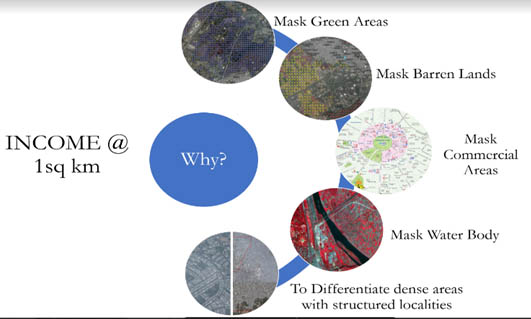 Mask Green Areas
Mask Barren Lands
INCOME @
1sq km
Why?
Mask
Commercial
Areas
Mask Water Body
To Differentiate dense areas
with structured localities